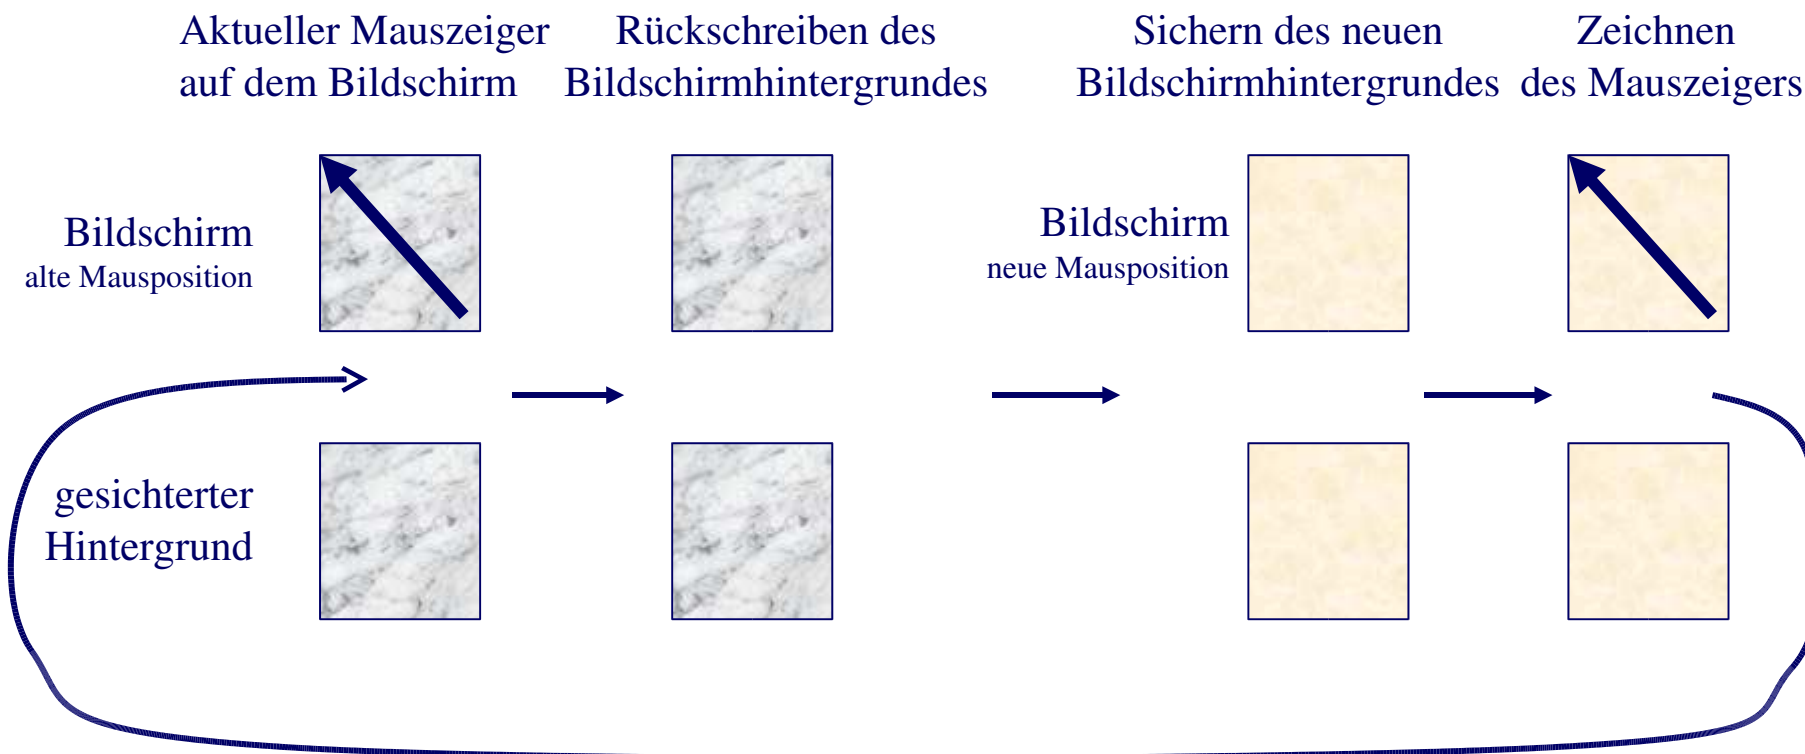 Aktueller Mauszeiger
auf dem Bildschirm
Rückschreiben des
Bildschirmhintergrundes
Sichern des neuen
Bildschirmhintergrundes
Zeichnen
des Mauszeigers
Bildschirm
alte Mausposition
Bildschirm
neue Mausposition
gesichterter
Hintergrund